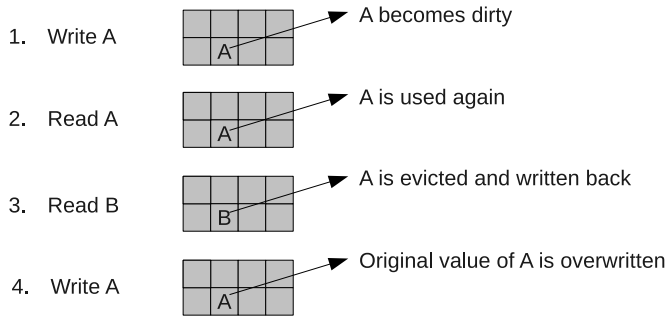 A becomes dirty
1. Write A
A
A is used again
2. Read A
A
A is evicted and written back
3. Read B
B
Original value of A is overwritten
4. Write A
A